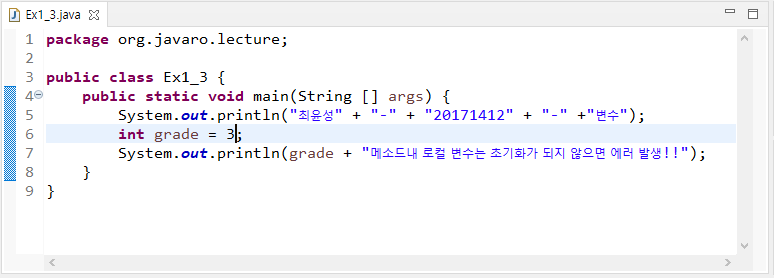 Ex1_3.java
1 package org.javaro.lecture;
2
3 public class Ex1_3 {
4     public static void main(String [] args) {
5         System.out.println("최윤성" + "-" + "20171412" + "-" +"변수");
6         int grade = 3;
7         System.out.println(grade + "메소드내 로컬 변수는 초기화가 되지 않으면 에러 발생!!");
8     }
9 }